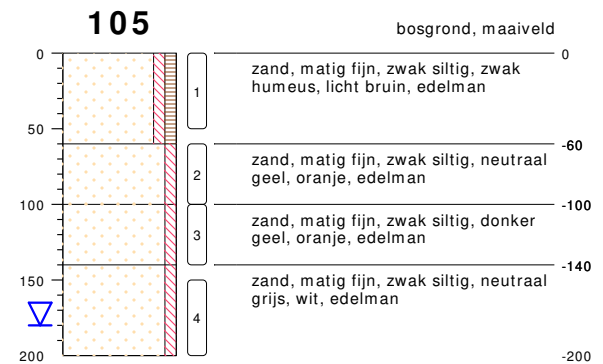 105
bosgrond, maaiveld
0 0
zand, matig fijn, zwak siltig, zwak
humeus, licht bruin, edelman
1
50
-60
zand, matig fijn, zwak siltig, neutraal
geel, oranje, edelman
2
100 -100
zand, matig fijn, zwak siltig, donker
geel, oranje, edelman
3
-140
150
zand, matig fijn, zwak siltig, neutraal
grijs, wit, edelman
4
200 -200